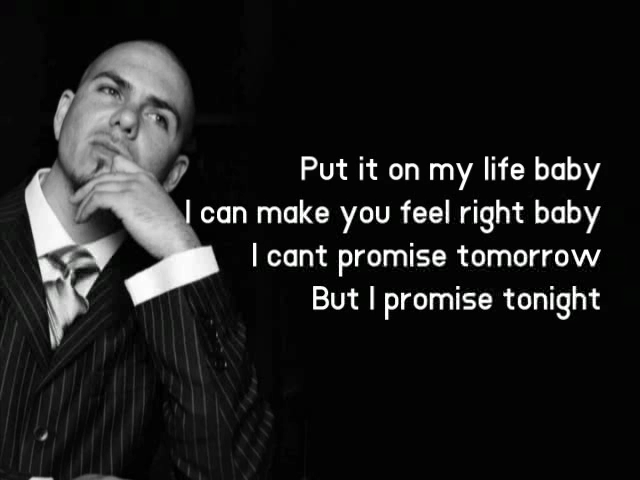 Put it on my life baby
I can make you feel right baby
I cant promise tomorrow
But I promise tonight